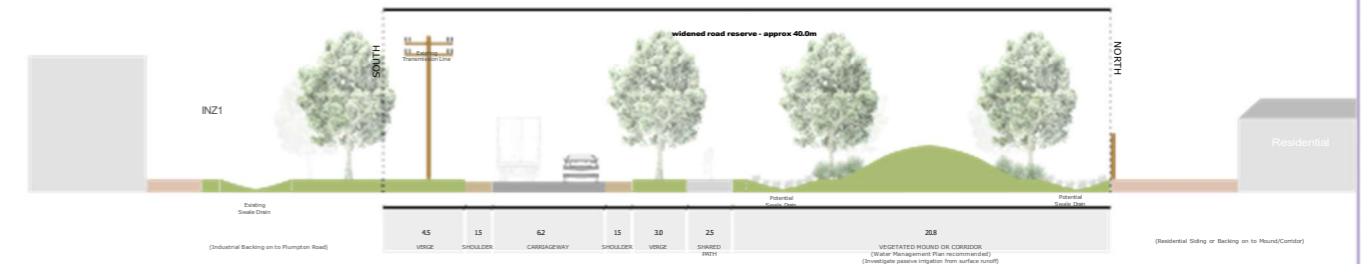 widened road reserve - approx 40.0m
SOUTH
NORTH
Existing
Transmission Line
INZ1
Residential
Existing
Swale Drain
Potential
Swale Drain
Potential
Swale Drain
4.5
1.5
6.2
1.5
3.0
2.5
20.8
VERGE
SHOULDER
CARRIAGEWAY
SHOULDER
VERGE
SHARED
PATH
VEGETATED MOUND OR CORRIDOR
(Water Management Plan recommended)
(Investigate passive irrigation from surface runoff)
(Industrial Backing on to Plumpton Road)
(Residential Siding or Backing on to Mound/Corridor)